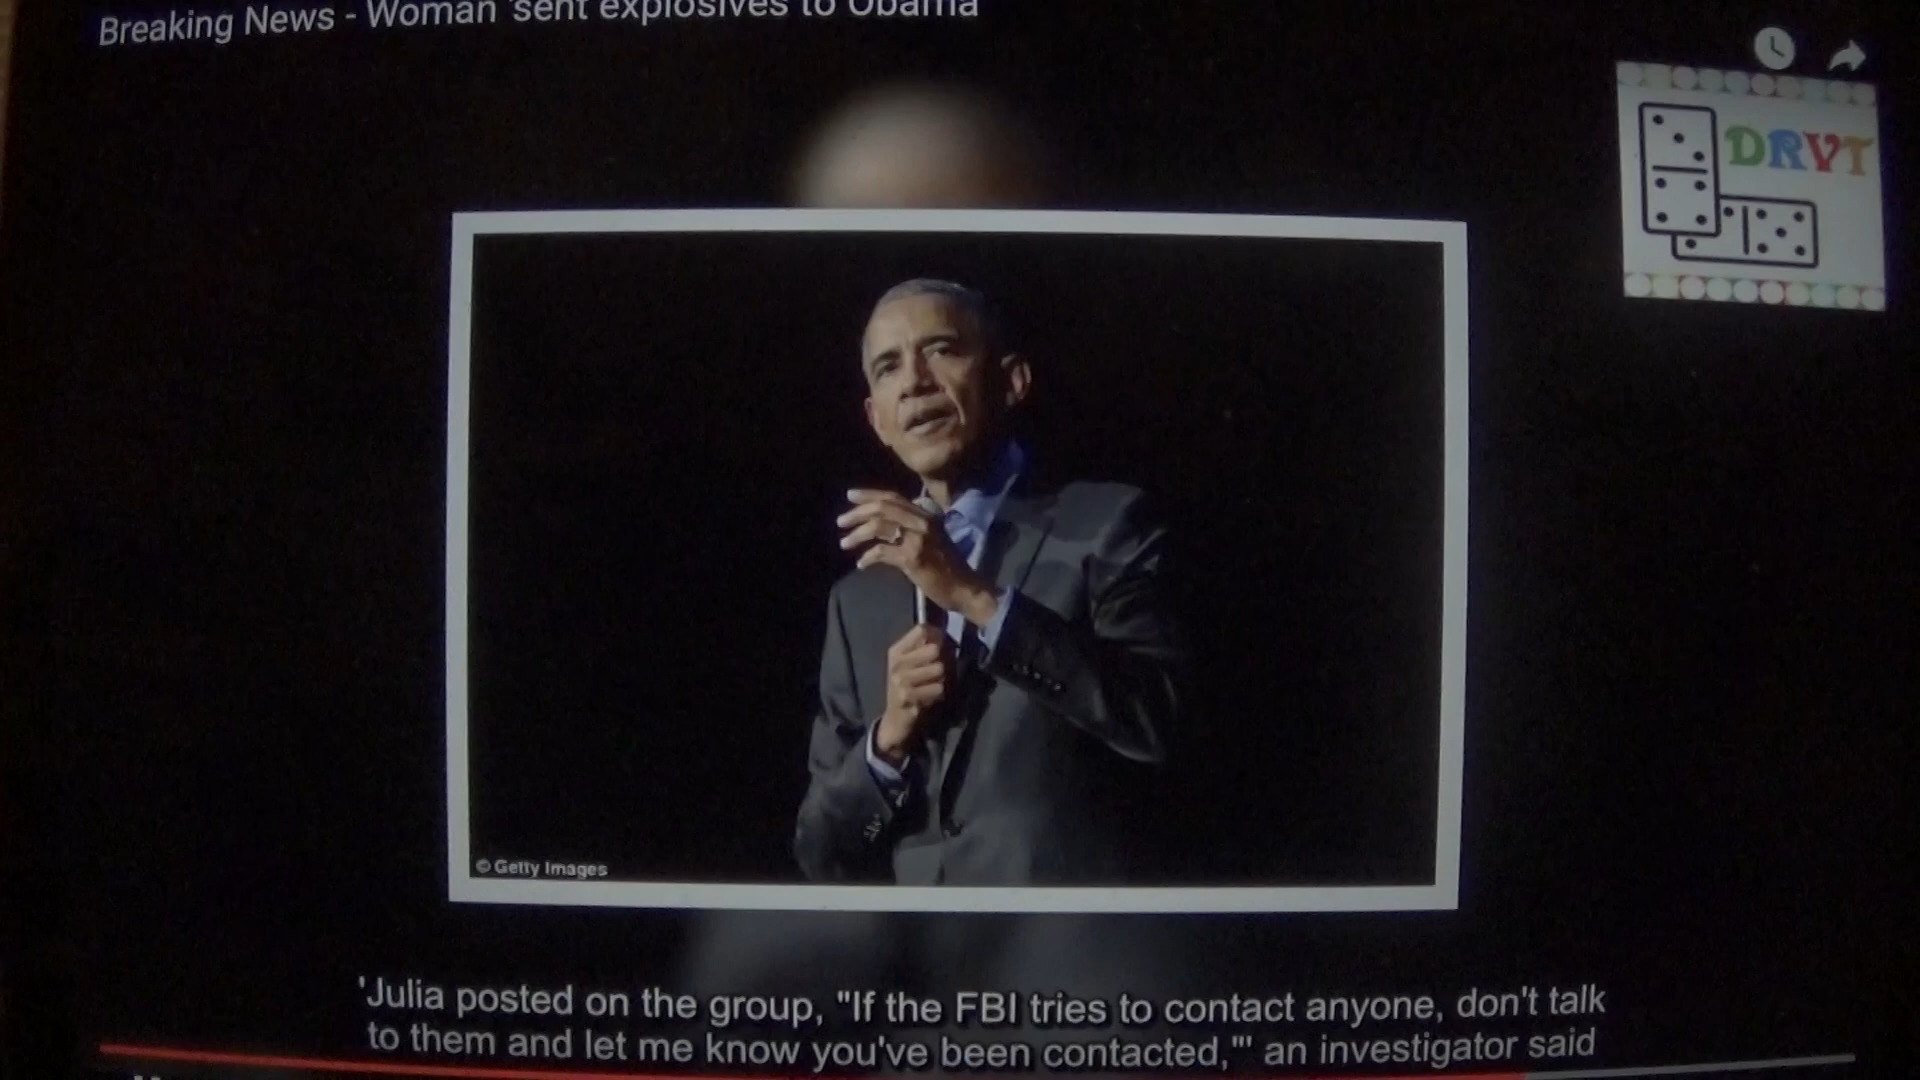 Breaking News - Woman 'sent explosives to Obama
DRVT
© Getty Images
'Julia posted on the group, "If the FBI tries to contact anyone, don't talk
to them and let me know you've been contacted,"' an investigator said